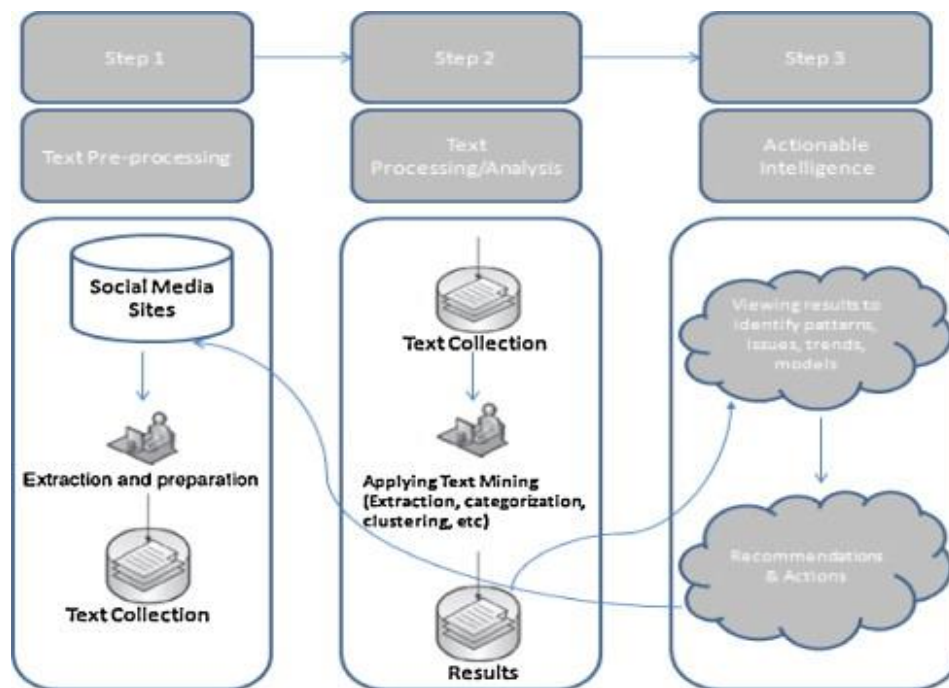 Step 1
Step 2
Step 3
Text Pre-processing
Text
Processing/Analysis
Actionable
Intelligence
Social Media
Sites
Extraction and preparation
Text Collection
Text Collection
Applying Text Mining
(Extraction, categorization,
clustering, etc)
Results
Viewing results to
identify patterns,
issues, trends,
models
Recommendations
& Actions